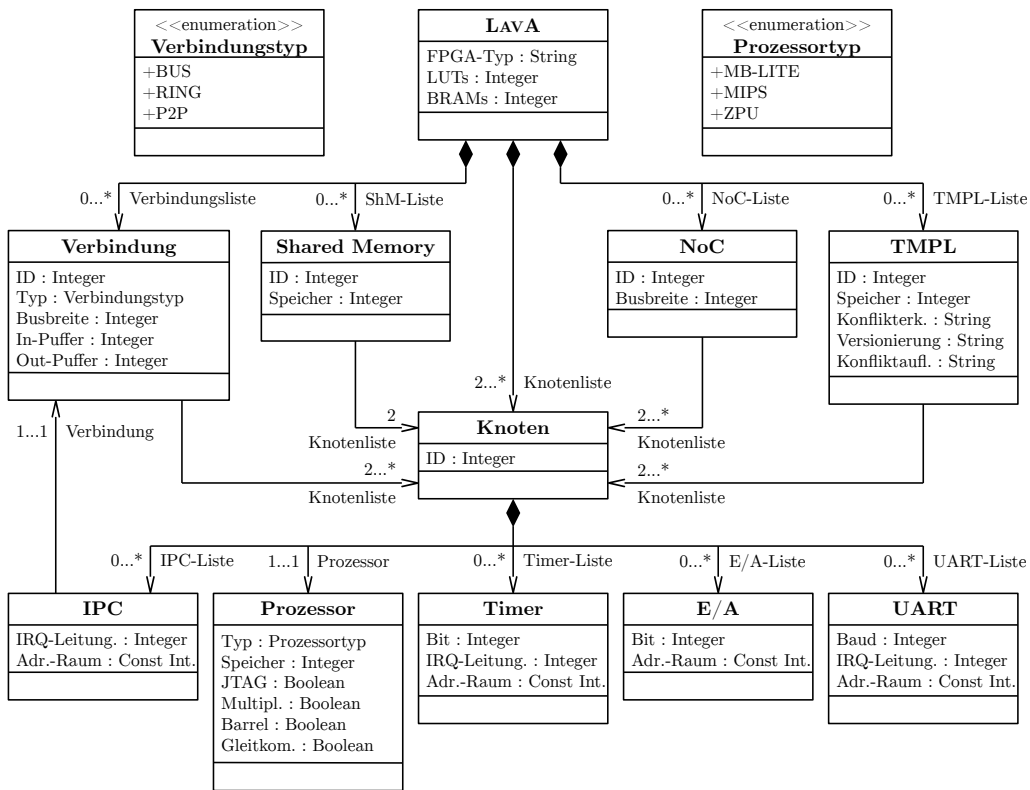 <<enumeration>>
Verbindungstyp
+BUS
+RING
+P2P
LAVA
FPGA-Typ : String
LUTs : Integer
BRAMs : Integer
<<enumeration>>
Prozessortyp
+MB-LITE
+MIPS
+ZPU
0...* Verbindungsliste
0...* ShM-Liste
0...* NoC-Liste
0...* TMPL-Liste
Verbindung
ID : Integer
Typ : Verbindungstyp
Busbreite : Integer
In-Puffer : Integer
Out-Puffer : Integer
Shared Memory
ID : Integer
Speicher : Integer
NoC
ID : Integer
Busbreite : Integer
TMPL
ID : Integer
Speicher : Integer
Konflikterk. : String
Versionierung : String
Konfliktaufl. : String
2...* Knotenliste
1...1 Verbindung
2
Knotenliste
2...*
Knotenliste
Knoten
ID : Integer
2...*
Knotenliste
2...*
Knotenliste
0...* IPC-Liste
1...1 Prozessor
0...* Timer-Liste
0...* E/A-Liste
0...* UART-Liste
IPC
IRQ-Leitung. : Integer
Adr.-Raum : Const Int.
Prozessor
Typ : Prozessortyp
Speicher : Integer
JTAG : Boolean
Multipl. : Boolean
Barrel : Boolean
Gleitkom. : Boolean
Timer
Bit : Integer
IRQ-Leitung. : Integer
Adr.-Raum : Const Int.
E/A
Bit : Integer
Adr.-Raum : Const Int.
UART
Baud : Integer
IRQ-Leitung. : Integer
Adr.-Raum : Const Int.